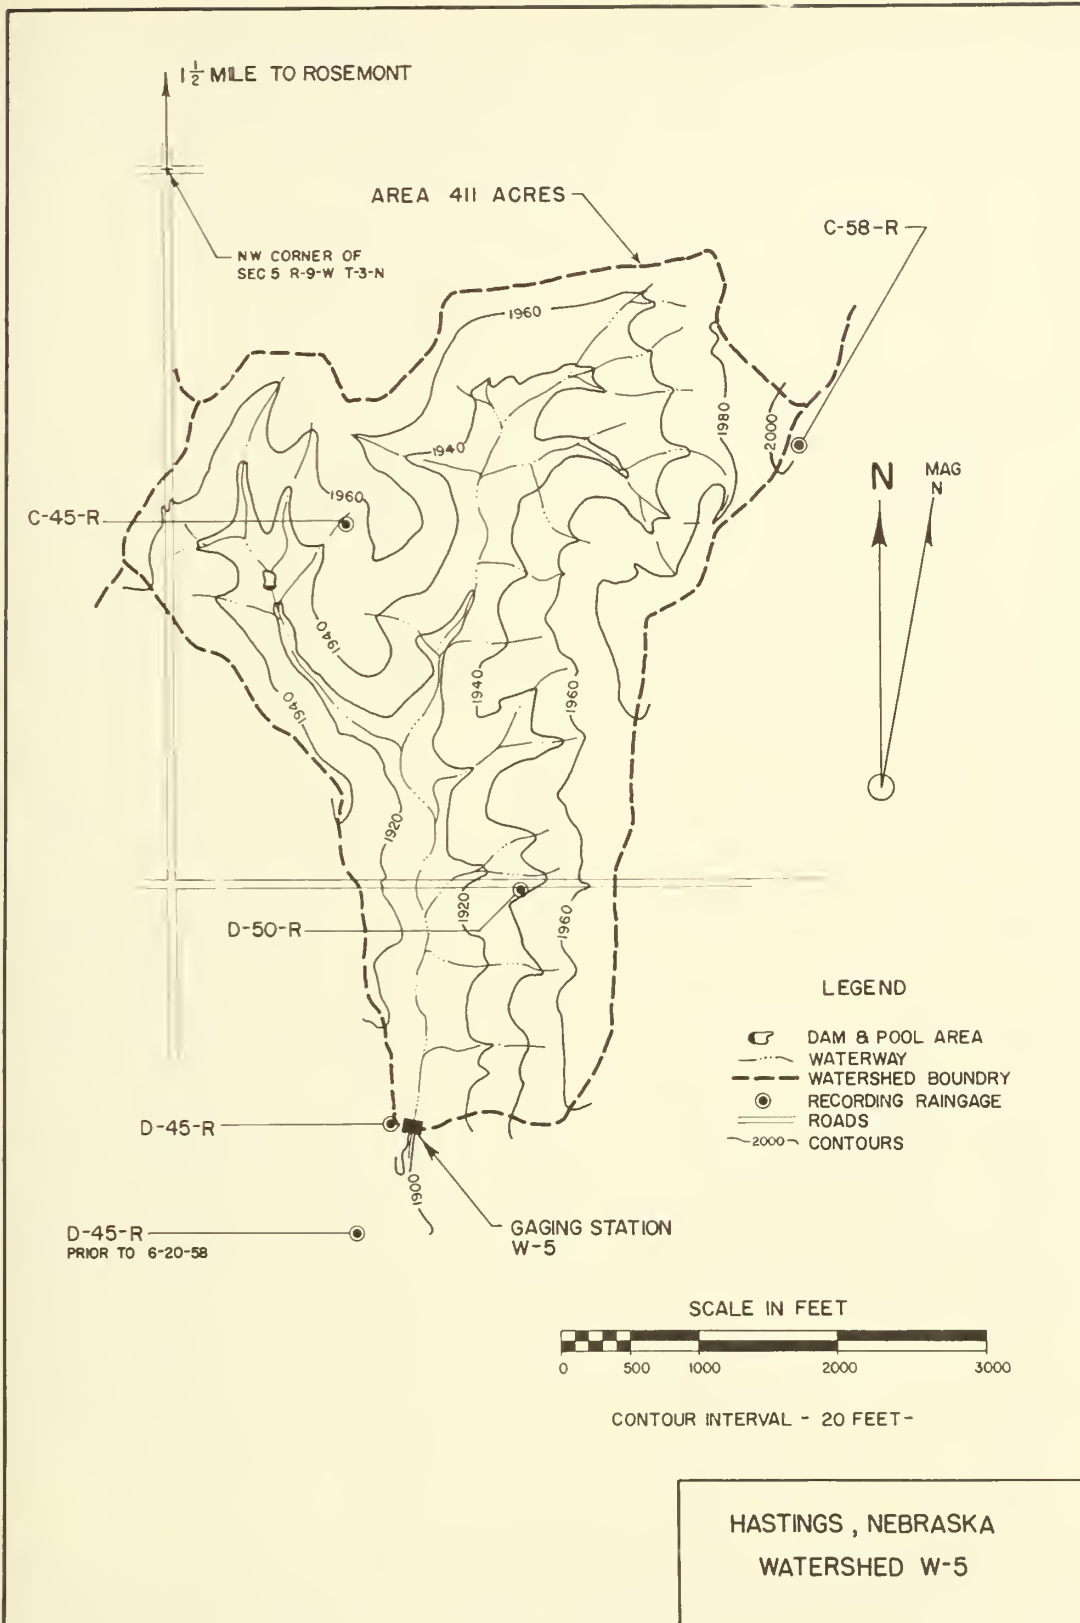 1 1/2 MILE TO ROSEMONT
AREA 411 ACRES
C-58-R
NW CORNER OF
SEC 5 R-9-W T-3-N
1960
1940
1980
2000
N
MAG
N
1960
C-45-R
1940
1940
1940
1960
1920
1920
1960
D-50-R
LEGEND
DAM & POOL AREA
WATERWAY
WATERSHED BOUNDRY
RECORDING RAINGAGE
ROADS
2000 CONTOURS
D-45-R
1900
D-45-R
PRIOR TO 6-20-58
GAGING STATION
W-5
SCALE IN FEET
0 500 1000 2000 3000
CONTOUR INTERVAL - 20 FEET-
HASTINGS, NEBRASKA
WATERSHED W-5